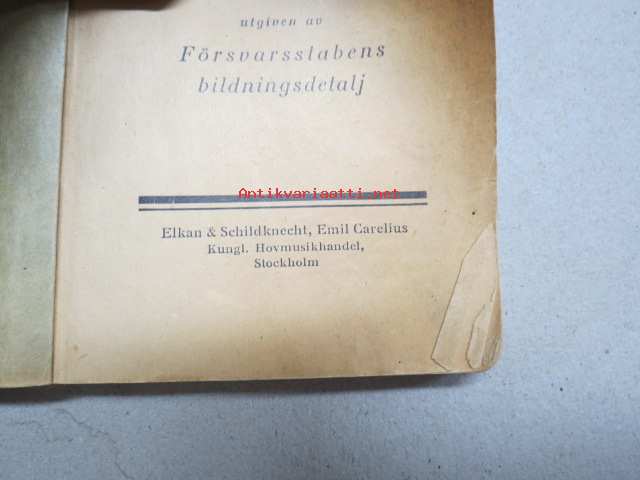 utgiven av
Försvarsstabens
bildningsdetalj
Antikvariaatti.net
Elkan & Schildknecht, Emil Carelius
Kungl. Hovmusikhandel,
Stockholm